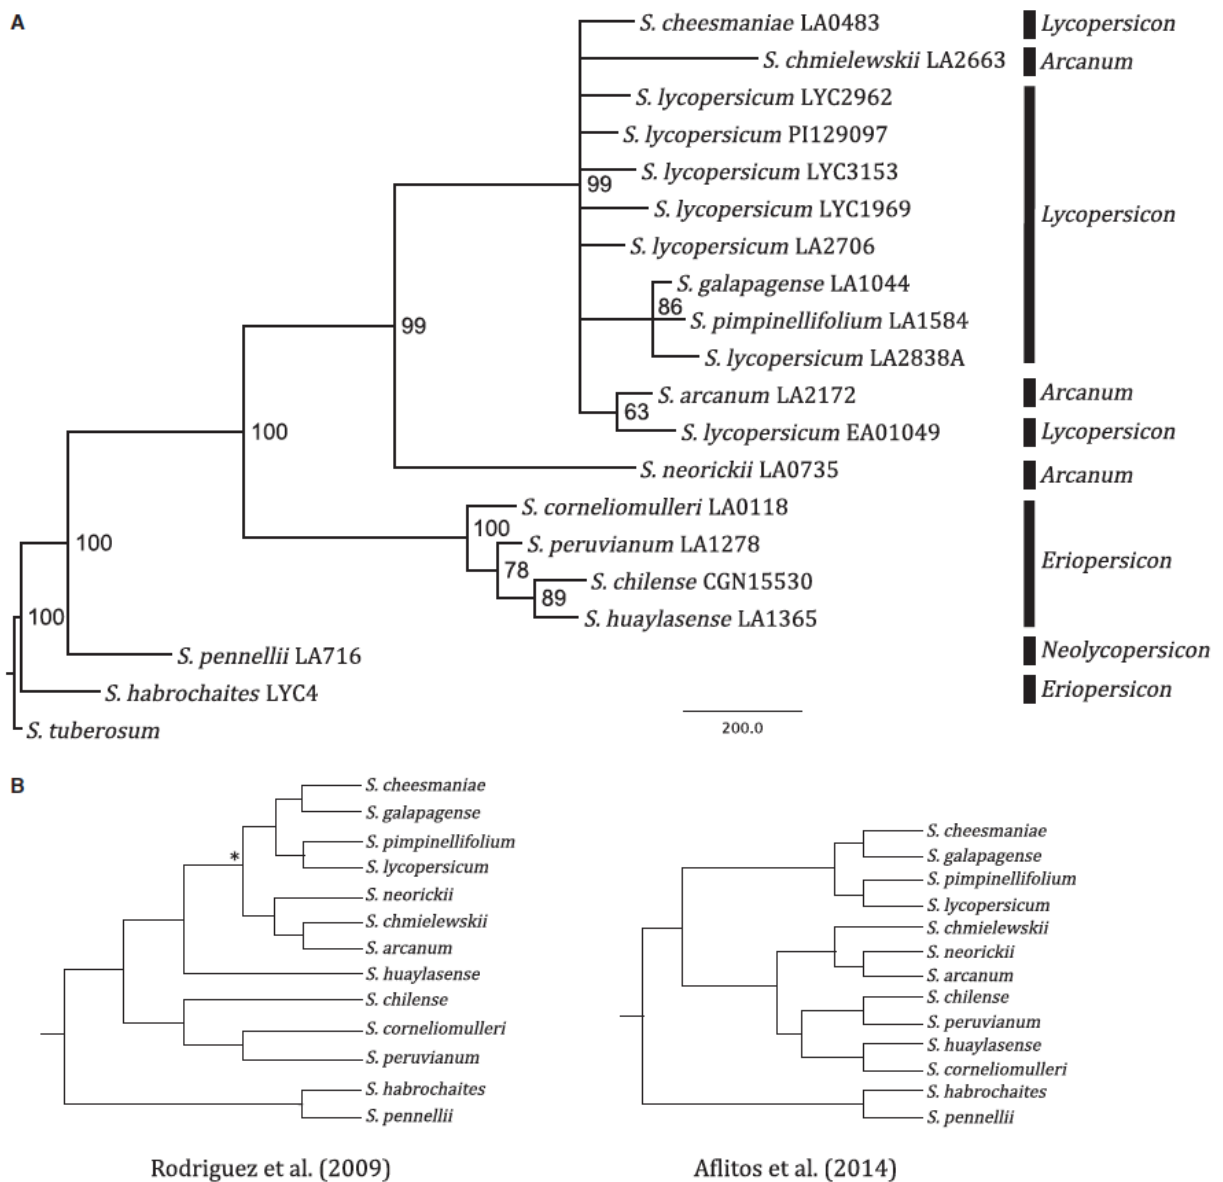 A
S. cheesmaniae LA0483
Lycopersicon
S. chmielewskii LA2663
Arcanum
S. lycopersicum LYC2962
S. lycopersicum PI129097
S. lycopersicum LYC3153
99
S. lycopersicum LYC1969
Lycopersicon
S. lycopersicum LA2706
S. galapagense LA1044
86
S. pimpinellifolium LA1584
99
S. lycopersicum LA2838A
S. arcanum LA2172
Arcanum
63
100
S. lycopersicum EA01049
Lycopersicon
S. neorickii LA0735
Arcanum
S. corneliomulleri LA0118
100
100
S. peruvianum LA1278
Eriopersicon
78
S. chilense CGN15530
89
100
S. huaylasense LA1365
S. pennellii LA716
Neolycopersicon
S. habrochaites LYC4
Eriopersicon
S. tuberosum
200.0
B
S. cheesmaniae
S. galapagense
S. pimpinellifolium
*
S. lycopersicum
S. neorickii
S. chmielewskii
S. arcanum
S. huaylasense
S. chilense
S. corneliomulleri
S. peruvianum
S. habrochaites
S. pennellii
Rodriguez et al. (2009)
S. cheesmaniae
S. galapagense
S. pimpinellifolium
S. lycopersicum
S. chmielewskii
S. neorickii
S. arcanum
S. chilense
S. peruvianum
S. huaylasense
S. corneliomulleri
S. habrochaites
S. pennellii
Aflitos et al. (2014)